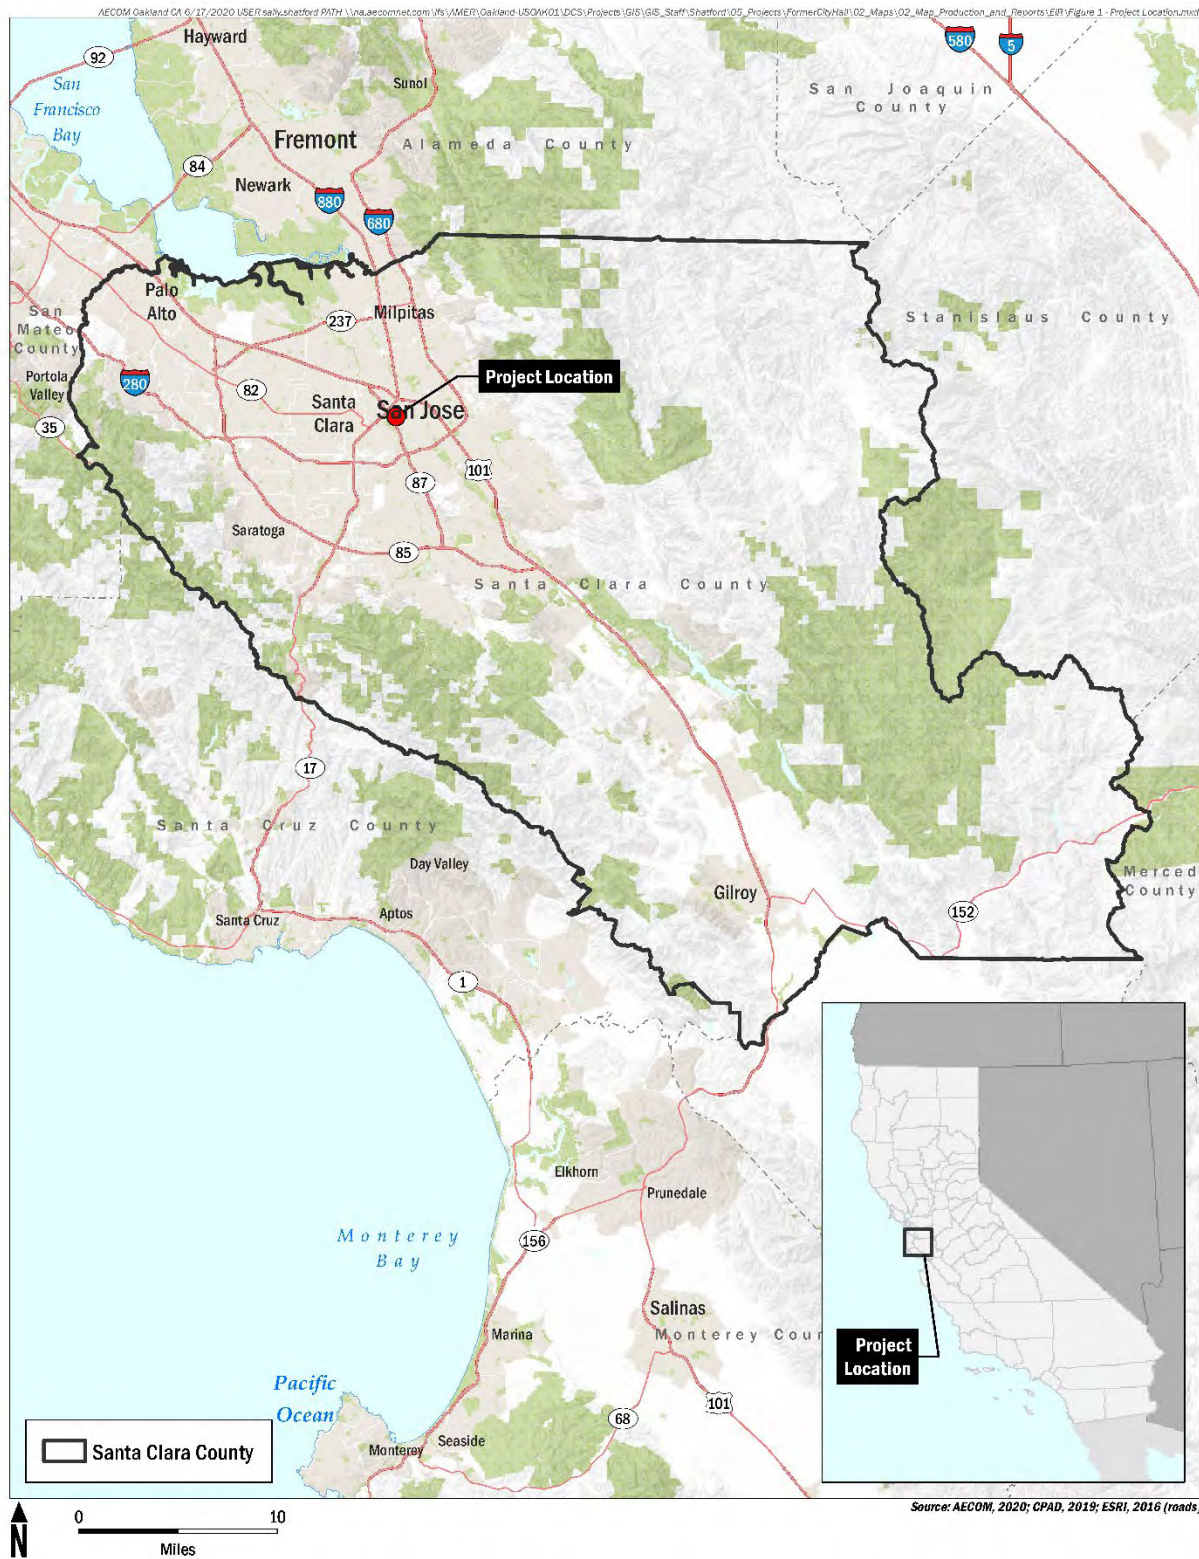 AECOM Oakland CA 6/17/2020 USER sally.shatford PATH \\na.aecomnet.com\lfs\AMER\Oakland-USOAK01\DCS\Projects\GIS\GIS_Staff\Shatford\05_Projects\FormerCityHall\02_Maps\02_Map_Production_and_Reports\EIR\Figure 1 - Project Location.mxd
Hayward
580
5
92
San
Francisco
Bay
Sunol
San Joaquin
County
Fremont
Alameda County
84
Newark
880
680
Palo
Alto
San
Mateo
County
Milpitas
237
Stanislaus County
Portola
Valley
280
82
Project Location
Santa
Clara
San Jose
35
101
87
Saratoga
85
Santa Clara County
17
Santa Cruz County
Day Valley
Merced
County
Gilroy
152
Santa Cruz
Aptos
1
Elkhorn
Prunedale
Monterey
Bay
156
Salinas
Marina
Monterey Coun
Project
Location
Pacific
Ocean
101
68
Seaside
Monterey
Santa Clara County
Source: AECOM, 2020; CPAD, 2019; ESRI, 2016 (roads)
N
0 10
Miles